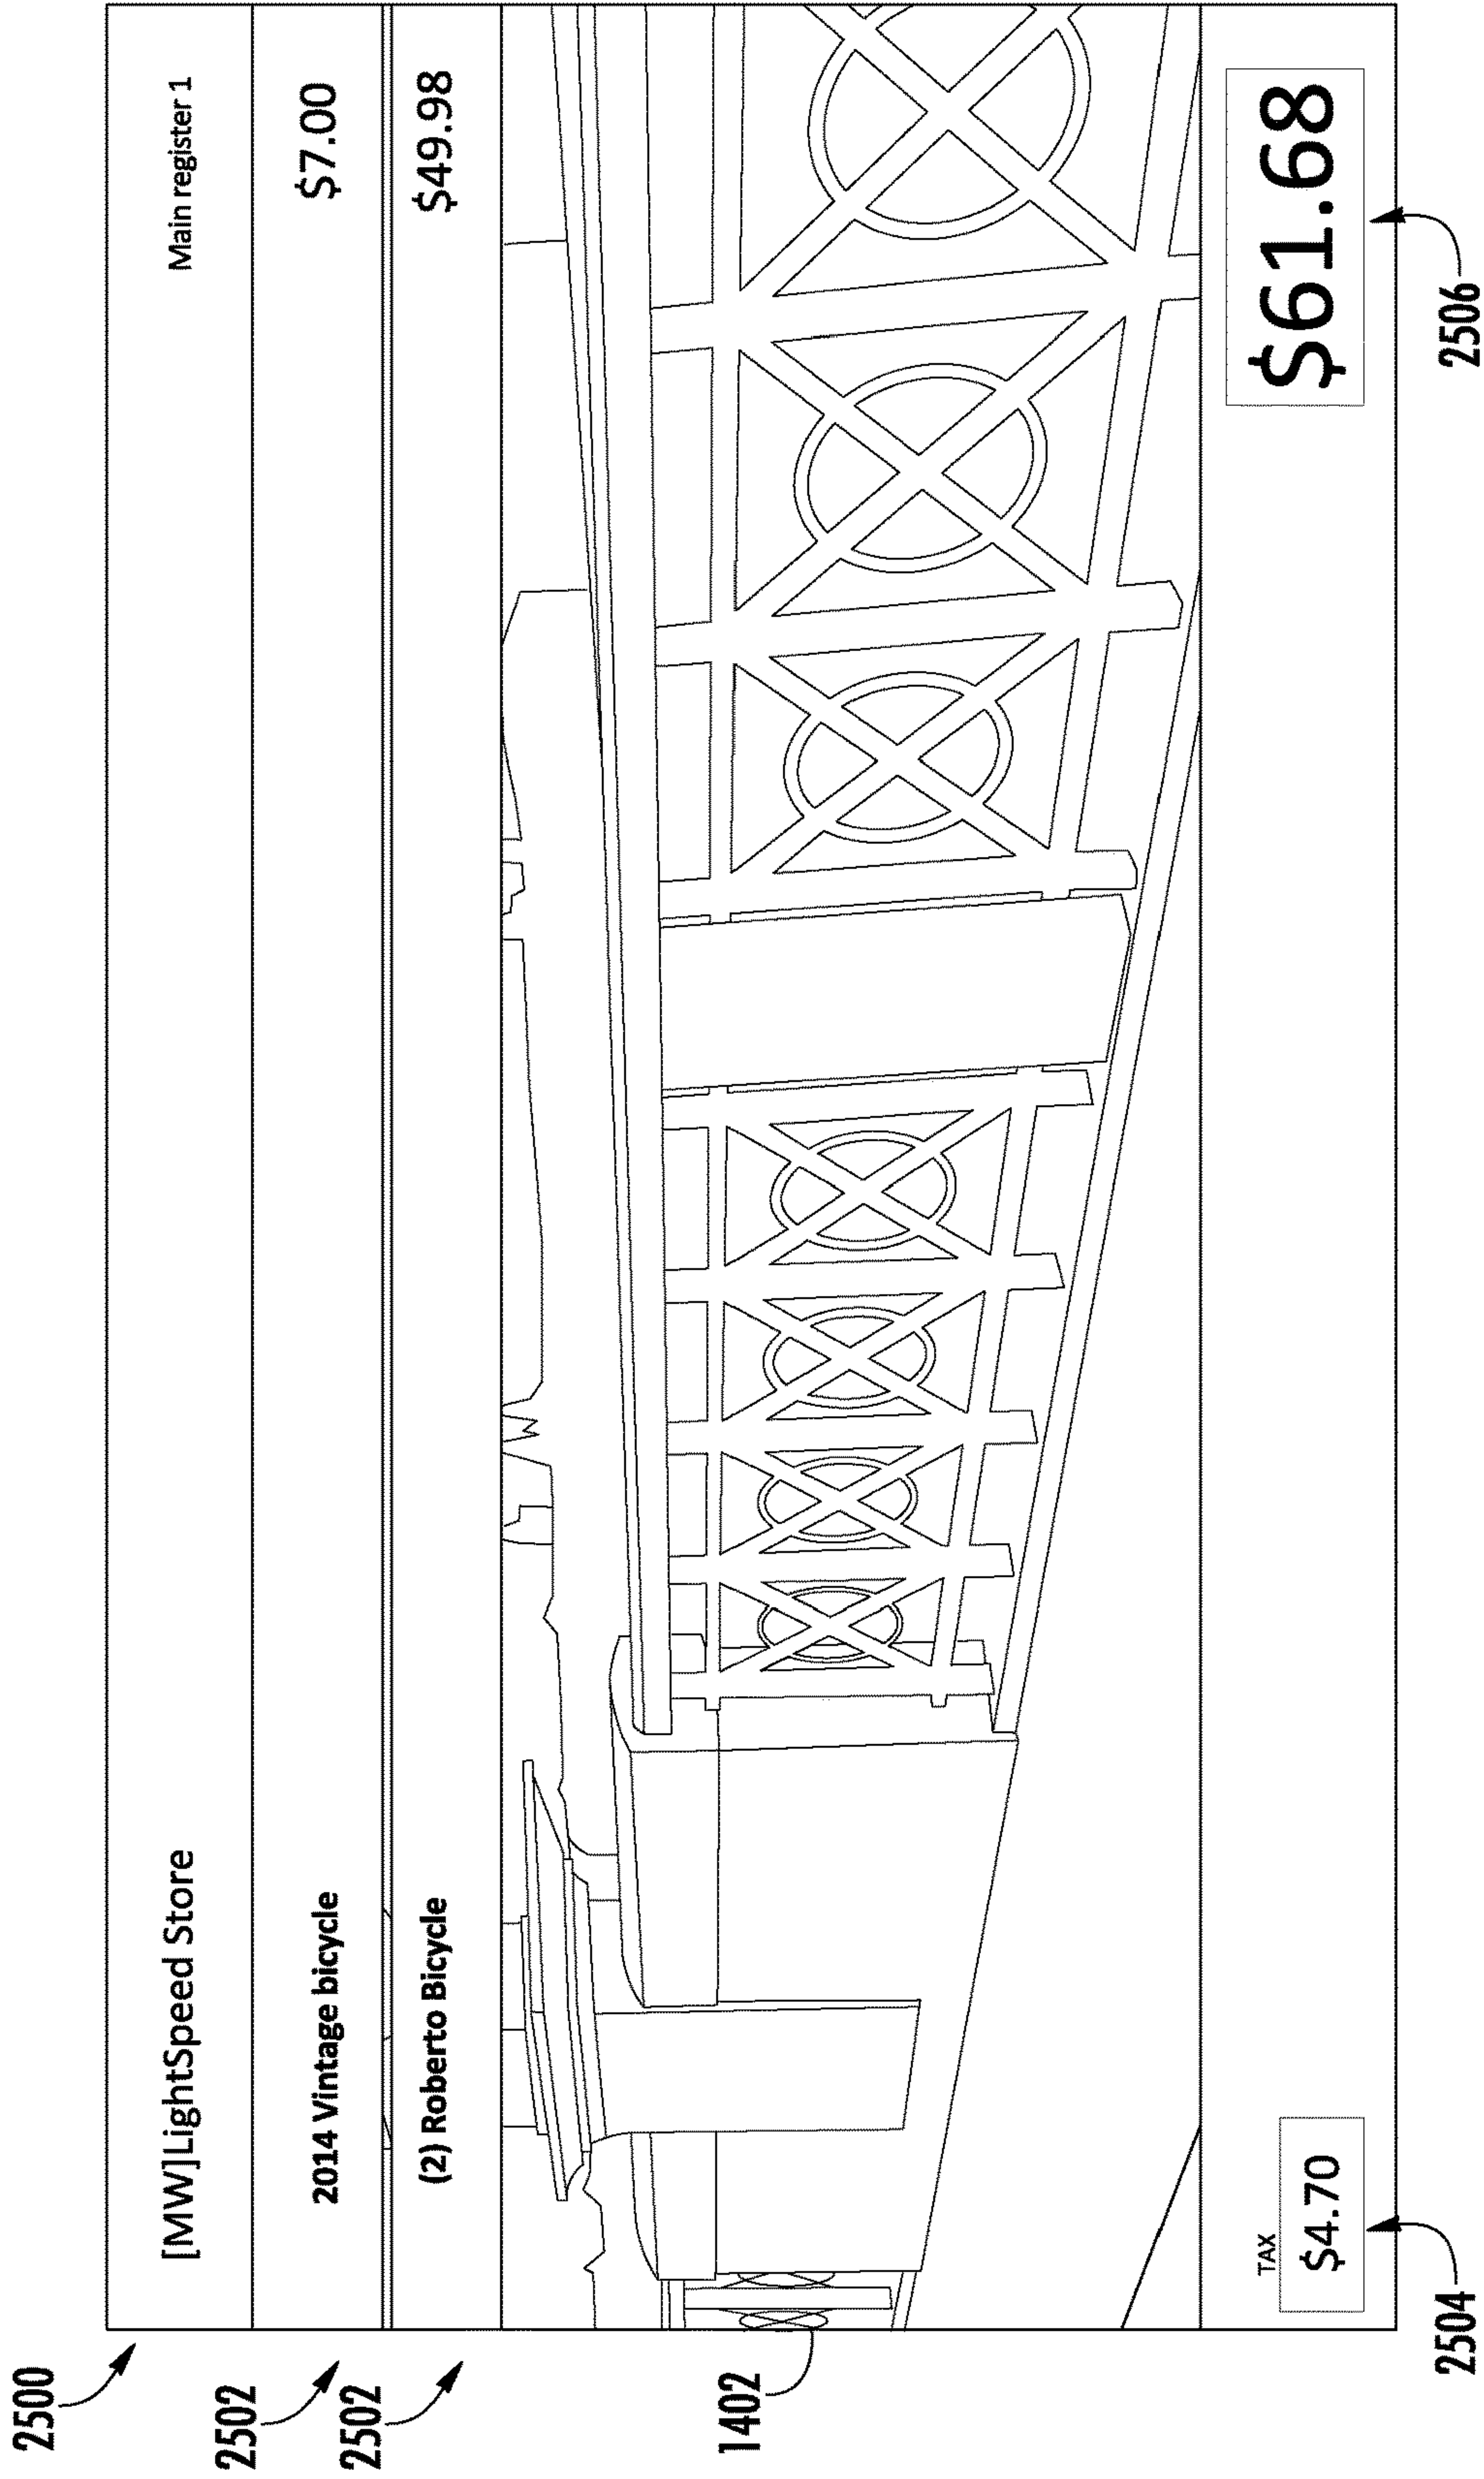 2500
[MW]LightSpeed Store Main register 1
2502
2014 Vintage bicycle $7.00
2502
(2) Roberto Bicycle $49.98
1402
TAX
$4.70 $61.68
2504
2506